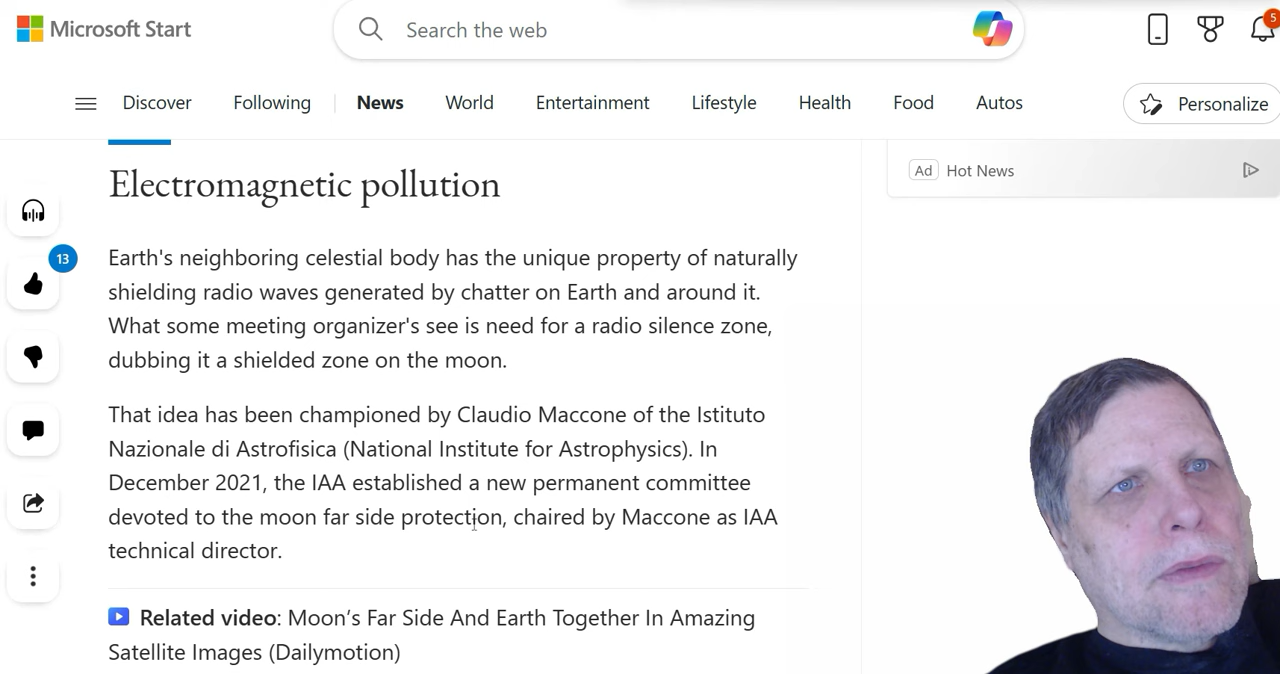 Microsoft Start
Search the web
5
Discover
Following
News
World
Entertainment
Lifestyle
Health
Food
Autos
Personalize
Electromagnetic pollution
Ad
Hot News
13
Earth's neighboring celestial body has the unique property of naturally
shielding radio waves generated by chatter on Earth and around it.
What some meeting organizer's see is need for a radio silence zone,
dubbing it a shielded zone on the moon.
That idea has been championed by Claudio Maccone of the Istituto
Nazionale di Astrofisica (National Institute for Astrophysics). In
December 2021, the IAA established a new permanent committee
devoted to the moon far side protection, chaired by Maccone as IAA
technical director.
Related video: Moon’s Far Side And Earth Together In Amazing
Satellite Images (Dailymotion)